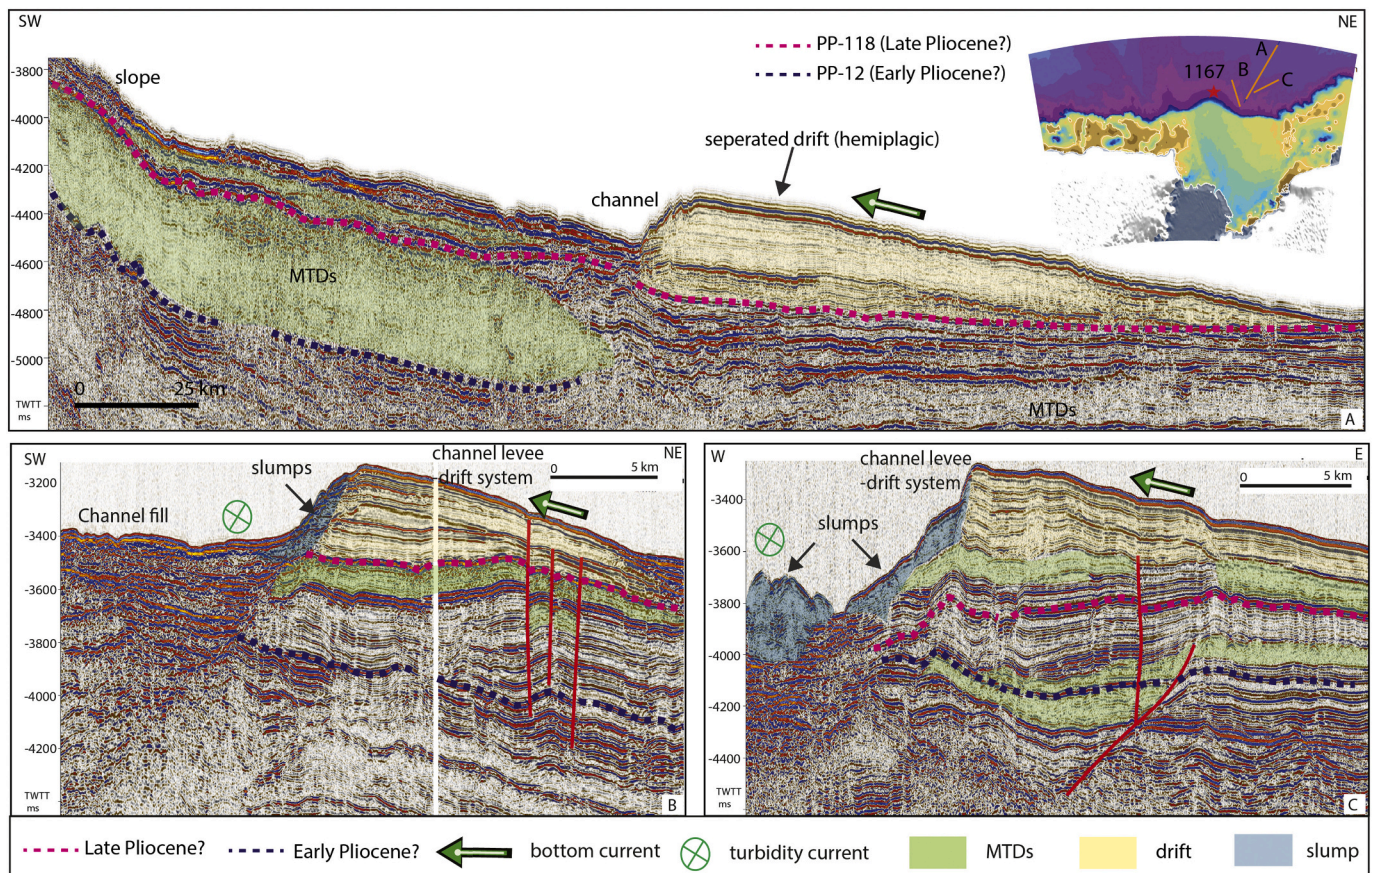 SW
NE
PP-118 (Late Pliocene?)
PP-12 (Early Pliocene?)
1167
A
B
C
slope
-3800
-4000
-4200
-4400
-4600
-4800
-5000
TWTT
ms
seperated drift (hemiplagic)
channel
MTDs
0
25 km
MTDs
A
SW
NE
channel levee
drift system
0
5 km
slumps
Channel fill
-3200
-3400
-3600
-3800
-4000
-4200
TWTT
ms
B
W
E
channel levee
-drift system
0
5 km
slumps
-3400
-3600
-3800
-4000
-4200
-4400
TWTT
ms
C
Late Pliocene?
Early Pliocene?
bottom current
turbidity current
MTDs
drift
slump